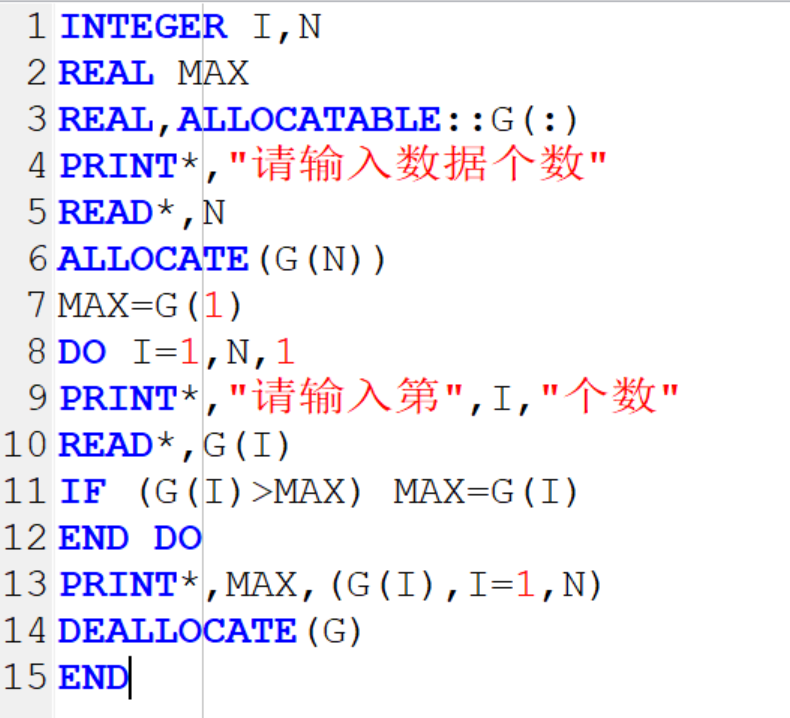 1 INTEGER I,N
2 REAL MAX
3 REAL,ALLOCATABLE::G(:)
4 PRINT*,"请输入数据个数"
5 READ*,N
6 ALLOCATE(G(N))
7 MAX=G(1)
8 DO I=1,N,1
9 PRINT*,"请输入第",I,"个数"
10 READ*,G(I)
11 IF (G(I)>MAX) MAX=G(I)
12 END DO
13 PRINT*,MAX,(G(I),I=1,N)
14 DEALLOCATE(G)
15 END